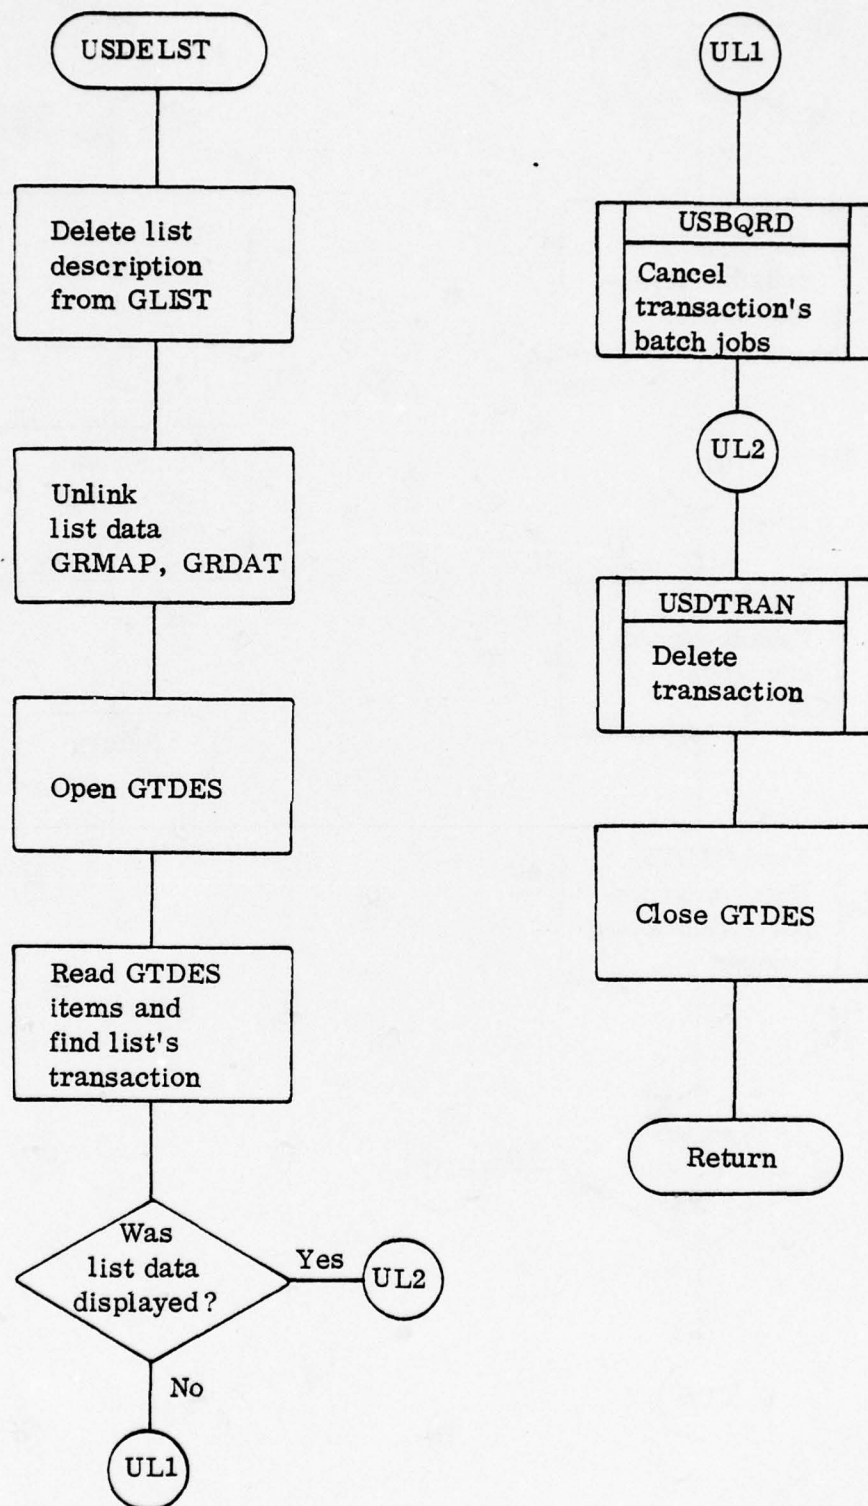 USDELST
Delete list
description
from GLIST
Unlink
list data
GRMAP, GRDAT
Open GTDES
Read GTDES
items and
find list's
transaction
Was
list data
displayed?
Yes
UL2
No
UL1
UL1
USBQRD
Cancel
transaction's
batch jobs
UL2
USDTRAN
Delete
transaction
Close GTDES
Return